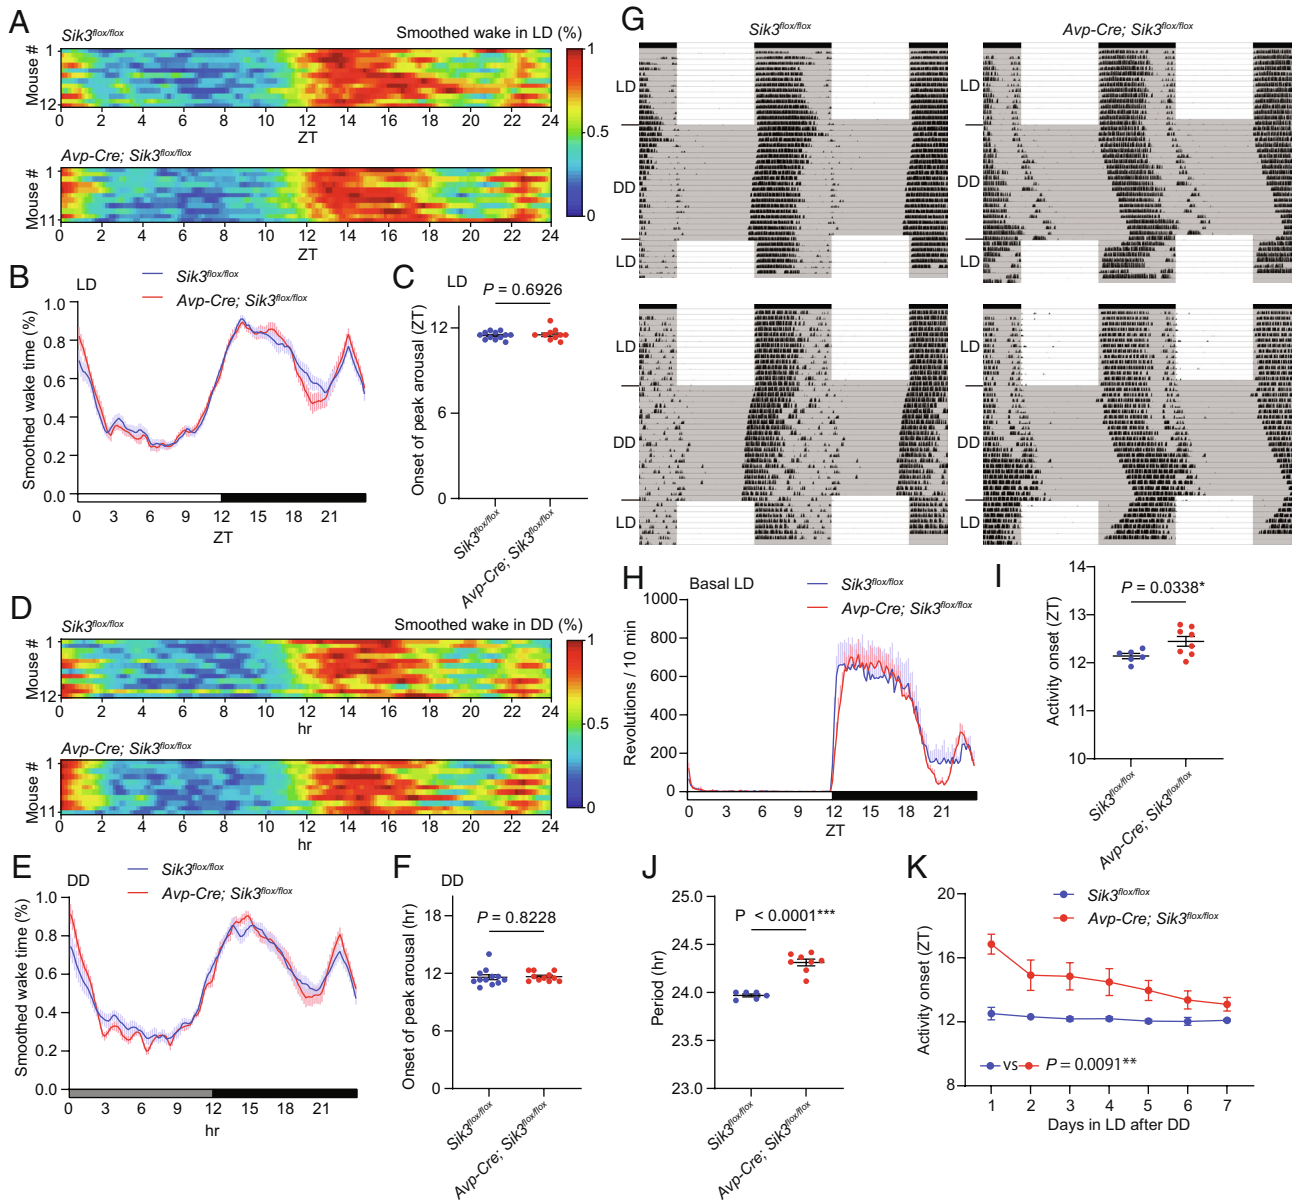 A
Sik3flox/flox
Smoothed wake in LD (%)
Mouse #
1
12
0 2 4 6 8 10 12 14 16 18 20 22 24
ZT
Avp-Cre; Sik3flox/flox
Mouse #
1
11
0 2 4 6 8 10 12 14 16 18 20 22 24
ZT
1
0.5
0
B
LD
Sik3flox/flox
Avp-Cre; Sik3flox/flox
Smoothed wake time (%)
1.0
0.8
0.6
0.4
0.2
0.0
0 3 6 9 12 15 18 21
ZT
C
LD
P = 0.6926
Onset of peak arousal (ZT)
12
6
0
Sik3flox/flox
Avp-Cre; Sik3flox/flox
D
Sik3flox/flox
Smoothed wake in DD (%)
Mouse #
1
12
0 2 4 6 8 10 12 14 16 18 20 22 24
hr
Avp-Cre; Sik3flox/flox
Mouse #
1
11
0 2 4 6 8 10 12 14 16 18 20 22 24
hr
1
0.5
0
E
DD
Sik3flox/flox
Avp-Cre; Sik3flox/flox
Smoothed wake time (%)
1.0
0.8
0.6
0.4
0.2
0.0
0 3 6 9 12 15 18 21
hr
F
DD
P = 0.8228
Onset of peak arousal (hr)
18
12
6
0
Sik3flox/flox
Avp-Cre; Sik3flox/flox
G
Sik3flox/flox
Avp-Cre; Sik3flox/flox
LD
DD
LD
LD
DD
LD
LD
DD
LD
LD
DD
LD
H
Basal LD
Sik3flox/flox
Avp-Cre; Sik3flox/flox
Revolutions / 10 min
1000
800
600
400
200
0
0 3 6 9 12 15 18 21
ZT
I
P = 0.0338*
Activity onset (ZT)
14
13
12
11
10
Sik3flox/flox
Avp-Cre; Sik3flox/flox
J
P < 0.0001***
Period (hr)
25.0
24.5
24.0
23.5
23.0
Sik3flox/flox
Avp-Cre; Sik3flox/flox
K
Sik3flox/flox
Avp-Cre; Sik3flox/flox
Activity onset (ZT)
20
16
12
8
vs P = 0.0091**
1 2 3 4 5 6 7
Days in LD after DD